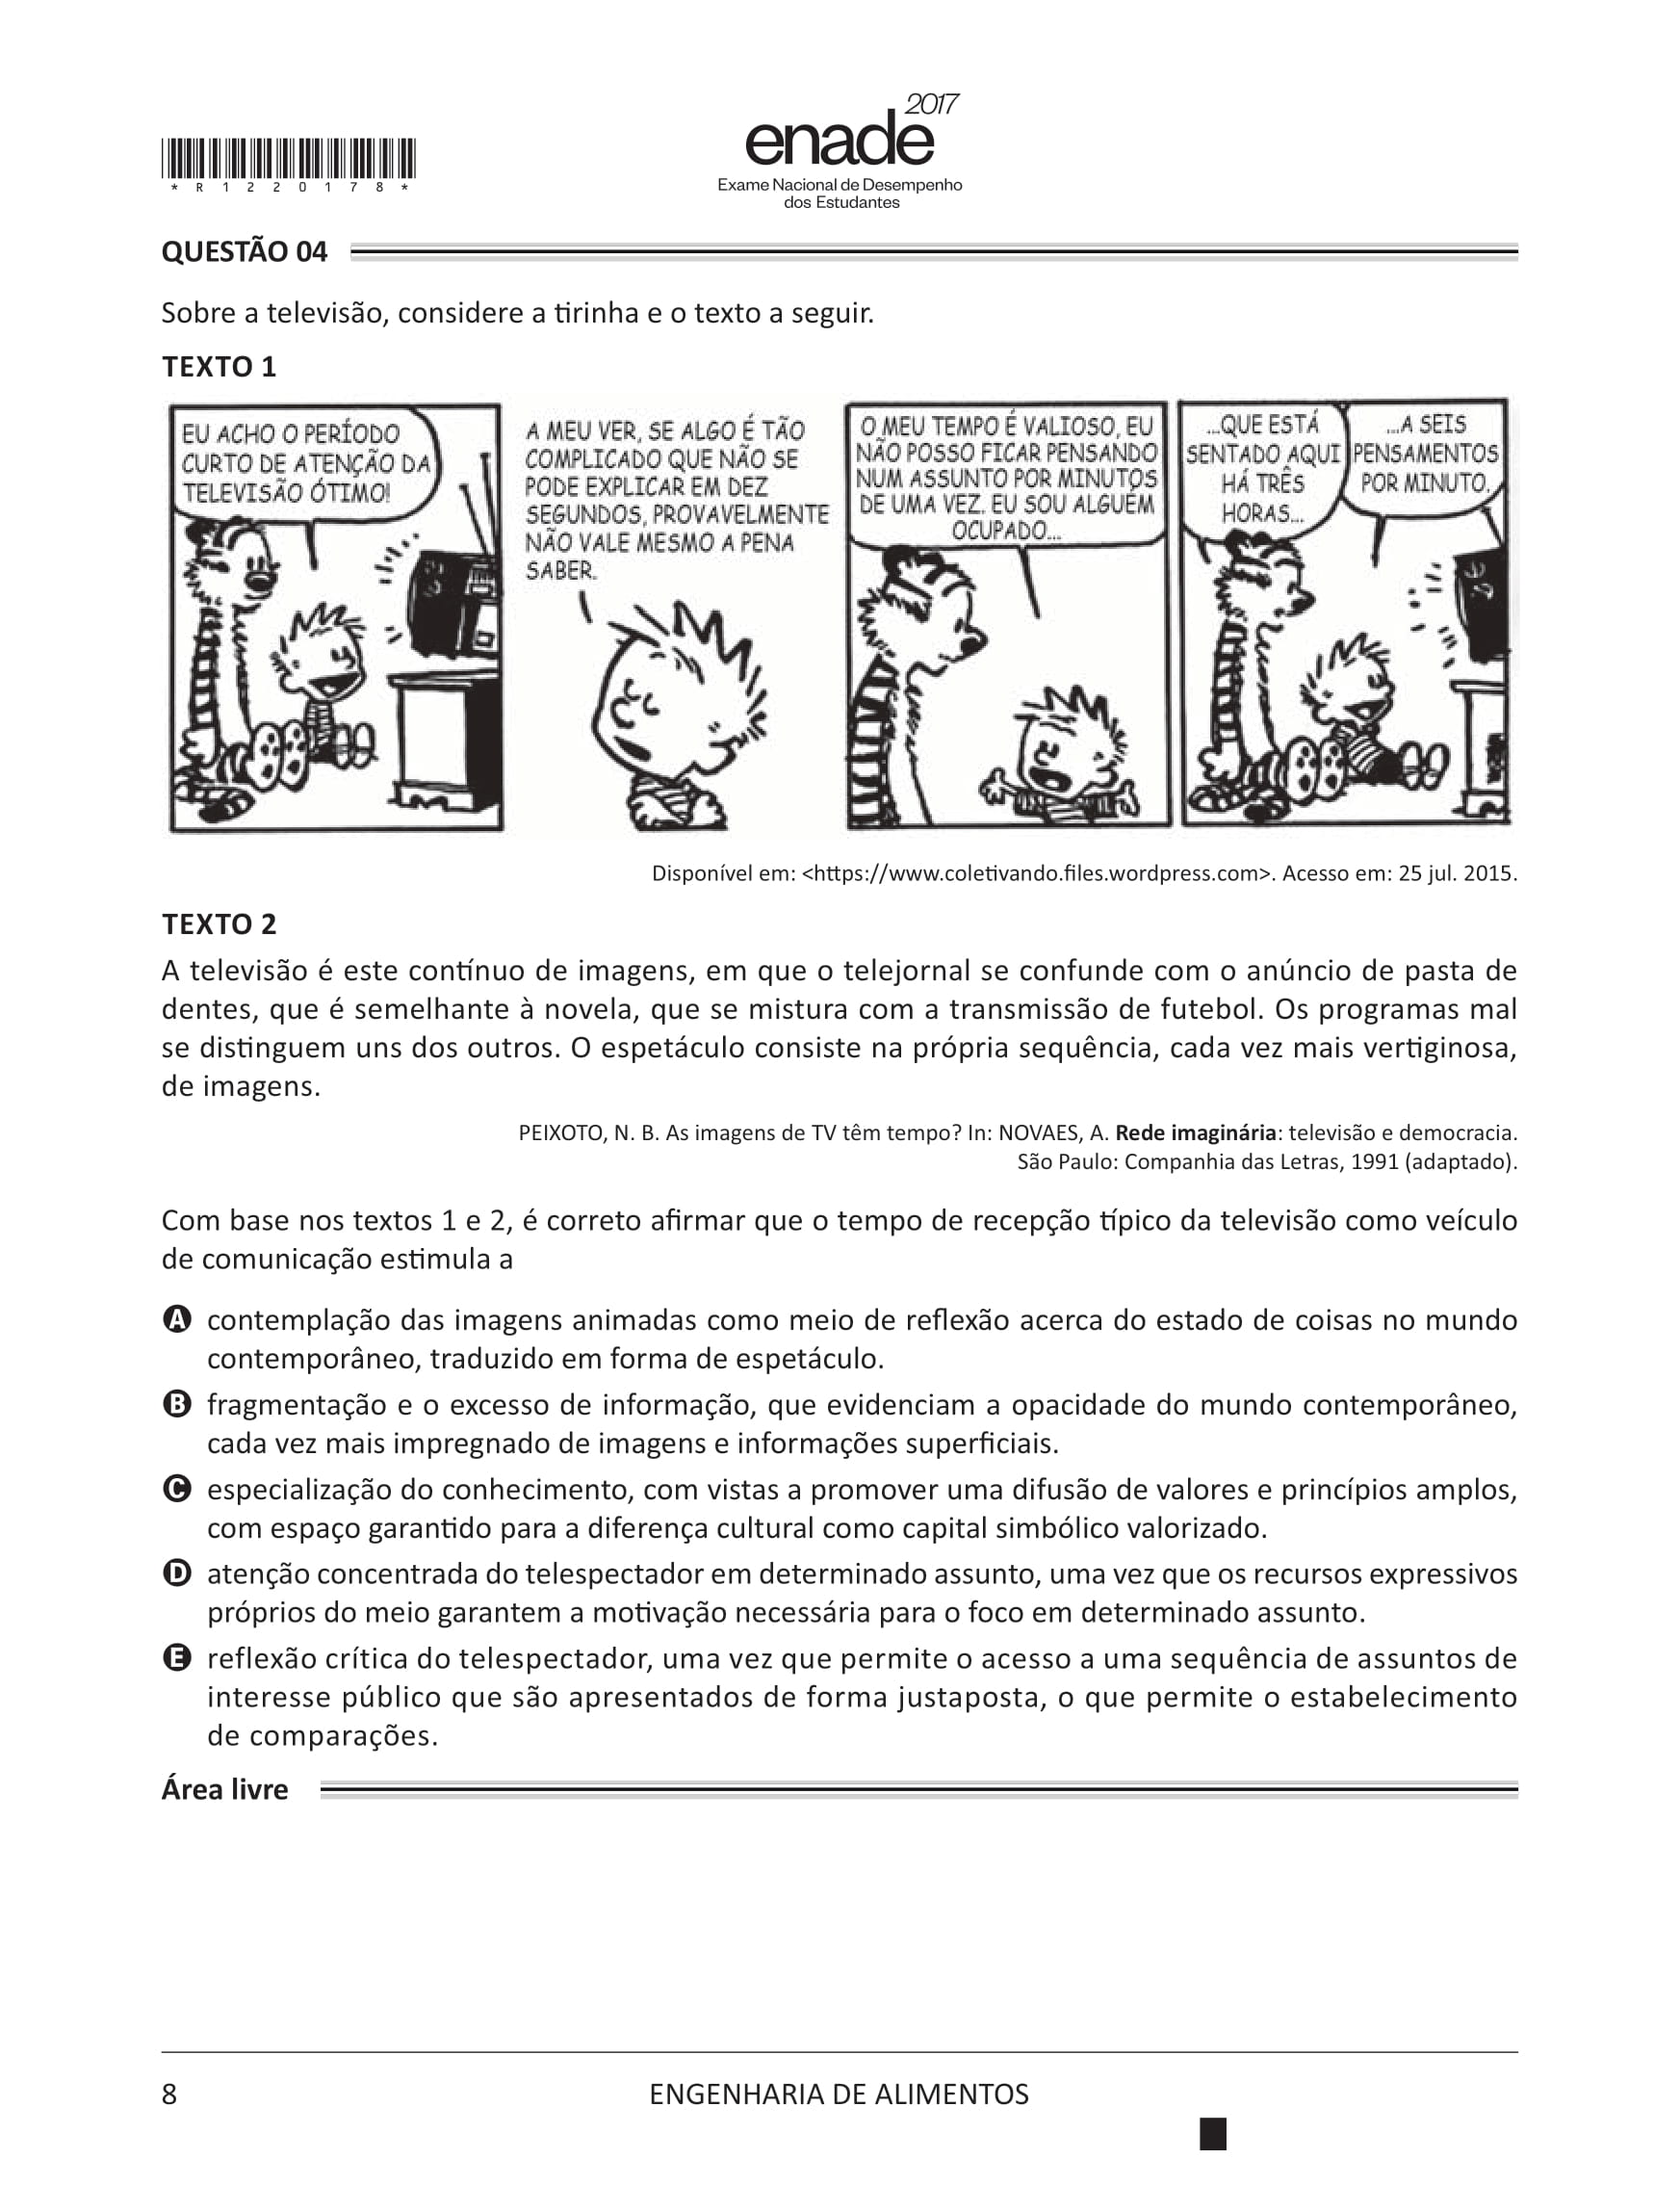 * R 1 2 2 0 1 7 8 *
2017
enade
Exame Nacional de Desempenho
dos Estudantes
QUESTÃO 04
Sobre a televisão, considere a tirinha e o texto a seguir.
TEXTO 1
EU ACHO O PERÍODO
CURTO DE ATENÇÃO DA
TELEVISÃO ÓTIMO!
A MEU VER, SE ALGO É TÃO
COMPLICADO QUE NÃO SE
PODE EXPLICAR EM DEZ
SEGUNDOS, PROVAVELMENTE
NÃO VALE MESMO A PENA
SABER.
O MEU TEMPO É VALIOSO, EU
NÃO POSSO FICAR PENSANDO
NUM ASSUNTO POR MINUTOS
DE UMA VEZ. EU SOU ALGUÉM
OCUPADO...
...QUE ESTÁ
SENTADO AQUI
HÁ TRÊS
HORAS...
...A SEIS
PENSAMENTOS
POR MINUTO.
Disponível em: <https://www.coletivando.files.wordpress.com>. Acesso em: 25 jul. 2015.
TEXTO 2
A televisão é este contínuo de imagens, em que o telejornal se confunde com o anúncio de pasta de
dentes, que é semelhante à novela, que se mistura com a transmissão de futebol. Os programas mal
se distinguem uns dos outros. O espetáculo consiste na própria sequência, cada vez mais vertiginosa,
de imagens.
PEIXOTO, N. B. As imagens de TV têm tempo? In: NOVAES, A. Rede imaginária: televisão e democracia.
São Paulo: Companhia das Letras, 1991 (adaptado).
Com base nos textos 1 e 2, é correto afirmar que o tempo de recepção típico da televisão como veículo
de comunicação estimula a
A contemplação das imagens animadas como meio de reflexão acerca do estado de coisas no mundo
contemporâneo, traduzido em forma de espetáculo.
B fragmentação e o excesso de informação, que evidenciam a opacidade do mundo contemporâneo,
cada vez mais impregnado de imagens e informações superficiais.
C especialização do conhecimento, com vistas a promover uma difusão de valores e princípios amplos,
com espaço garantido para a diferença cultural como capital simbólico valorizado.
D atenção concentrada do telespectador em determinado assunto, uma vez que os recursos expressivos
próprios do meio garantem a motivação necessária para o foco em determinado assunto.
E reflexão crítica do telespectador, uma vez que permite o acesso a uma sequência de assuntos de
interesse público que são apresentados de forma justaposta, o que permite o estabelecimento
de comparações.
Área livre
8
ENGENHARIA DE ALIMENTOS